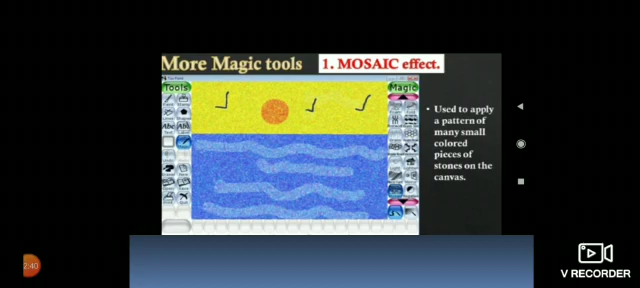 More Magic tools
1. MOSAIC effect.
Tools
Magic
Abc
• Used to apply
a pattern of
many small
colored
pieces of
stones on the
canvas.
2:40
V RECORDER